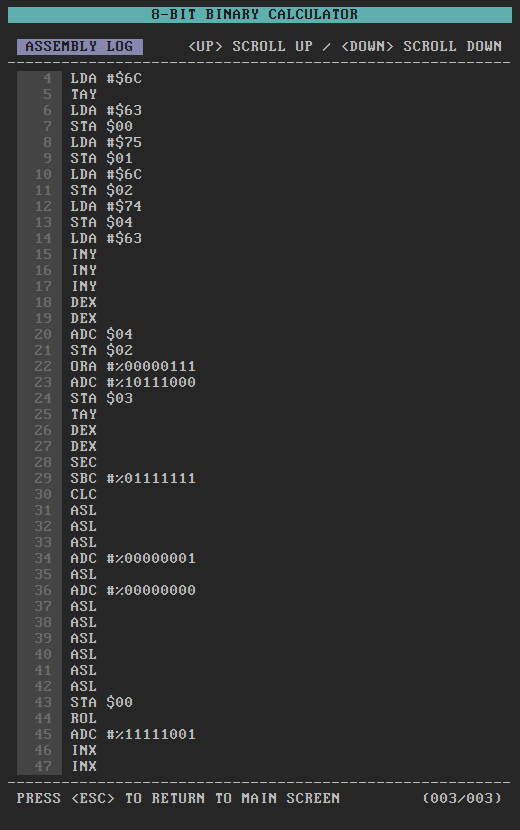 8-BIT BINARY CALCULATOR
ASSEMBLY LOG <UP> SCROLL UP / <DOWN> SCROLL DOWN
4 LDA #$6C
5 TAY
6 LDA #$63
7 STA $00
8 LDA #$75
9 STA $01
10 LDA #$6C
11 STA $02
12 LDA #$74
13 STA $04
14 LDA #$63
15 INY
16 INY
17 INY
18 DEX
19 DEX
20 ADC $04
21 STA $02
22 ORA #%00000111
23 ADC #%10111000
24 STA $03
25 TAY
26 DEX
27 DEX
28 SEC
29 SBC #%01111111
30 CLC
31 ASL
32 ASL
33 ASL
34 ADC #%00000001
35 ASL
36 ADC #%00000000
37 ASL
38 ASL
39 ASL
40 ASL
41 ASL
42 ASL
43 STA $00
44 ROL
45 ADC #%11111001
46 INX
47 INX
PRESS <ESC> TO RETURN TO MAIN SCREEN (003/003)